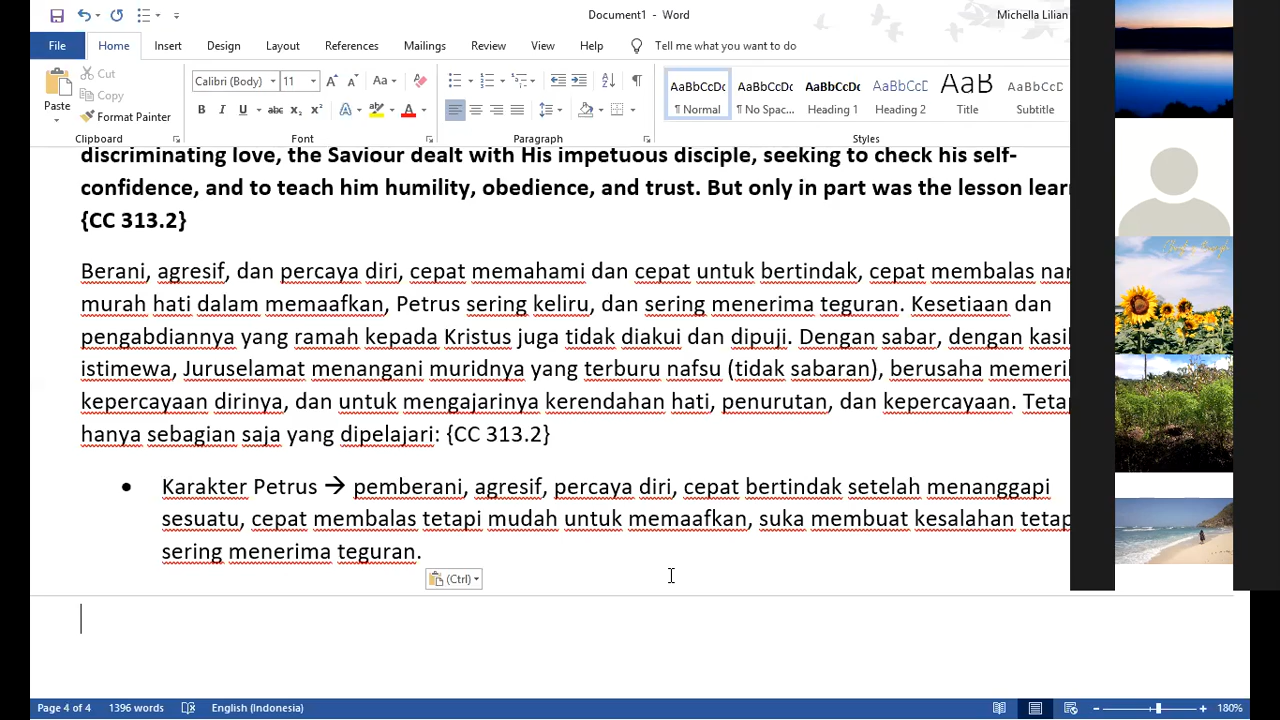 Document1 - Word
Michella Lilian
File Home Insert Design Layout References Mailings Review View Help Tell me what you want to do
Paste
Cut
Copy
Format Painter
Clipboard
Calibri (Body) 11
Aa
B I U abc x₂ x² A A
Font
Paragraph
AaBbCcDc AaBbCcDc AaBbCcDc AaBbCcD AaB AaBbCcD
¶ Normal ¶ No Spac... Heading 1 Heading 2 Title Subtitle
Styles
discriminating love, the Saviour dealt with His impetuous disciple, seeking to check his self-
confidence, and to teach him humility, obedience, and trust. But only in part was the lesson
{CC 313.2}
Berani, agresif, dan percaya diri, cepat memahami dan cepat untuk bertindak, cepat membalas
murah hati dalam memaafkan, Petrus sering keliru, dan sering menerima teguran. Kesetiaan dan
pengabdiannya yang ramah kepada Kristus juga tidak diakui dan dipuji. Dengan sabar, dengan
istimewa, Juruselamat menangani muridnya yang terburu nafsu (tidak sabaran), berusaha
kepercayaan dirinya, dan untuk mengajarinya kerendahan hati, penurutan, dan kepercayaan.
hanya sebagian saja yang dipelajari: {CC 313.2}
• Karakter Petrus → pemberani, agresif, percaya diri, cepat bertindak setelah menanggapi
sesuatu, cepat membalas tetapi mudah untuk memaafkan, suka membuat kesalahan
sering menerima teguran.
(Ctrl)
Page 4 of 4 1396 words English (Indonesia) 180%